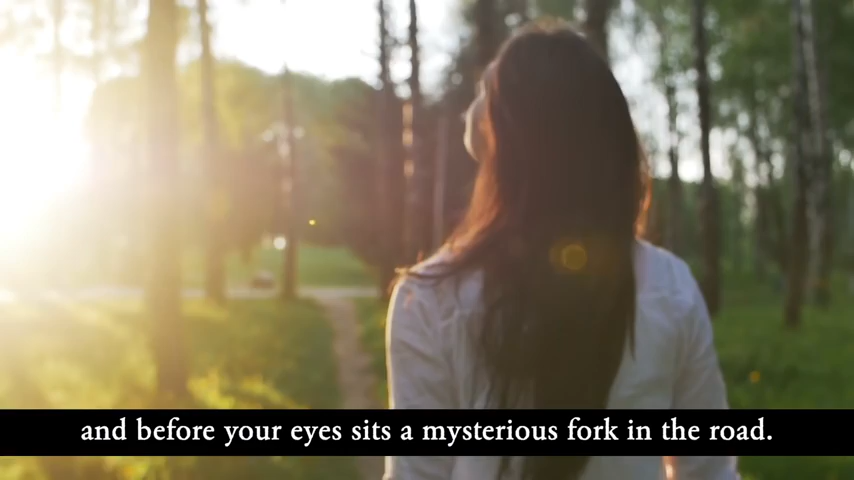 and before your eyes sits a mysterious fork in the road.